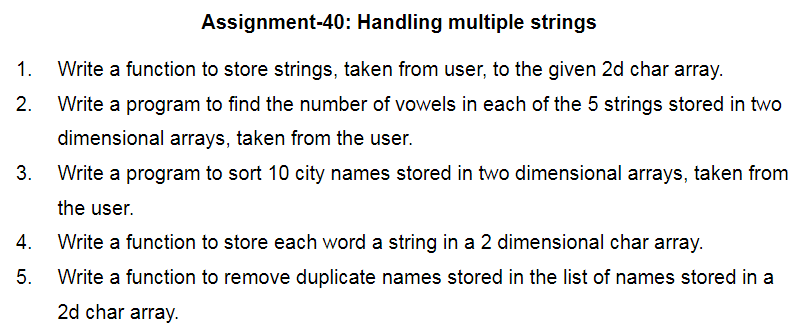 Assignment-40: Handling multiple strings
1. Write a function to store strings, taken from user, to the given 2d char array.
2. Write a program to find the number of vowels in each of the 5 strings stored in two
dimensional arrays, taken from the user.
3. Write a program to sort 10 city names stored in two dimensional arrays, taken from
the user.
4. Write a function to store each word a string in a 2 dimensional char array.
5. Write a function to remove duplicate names stored in the list of names stored in a
2d char array.